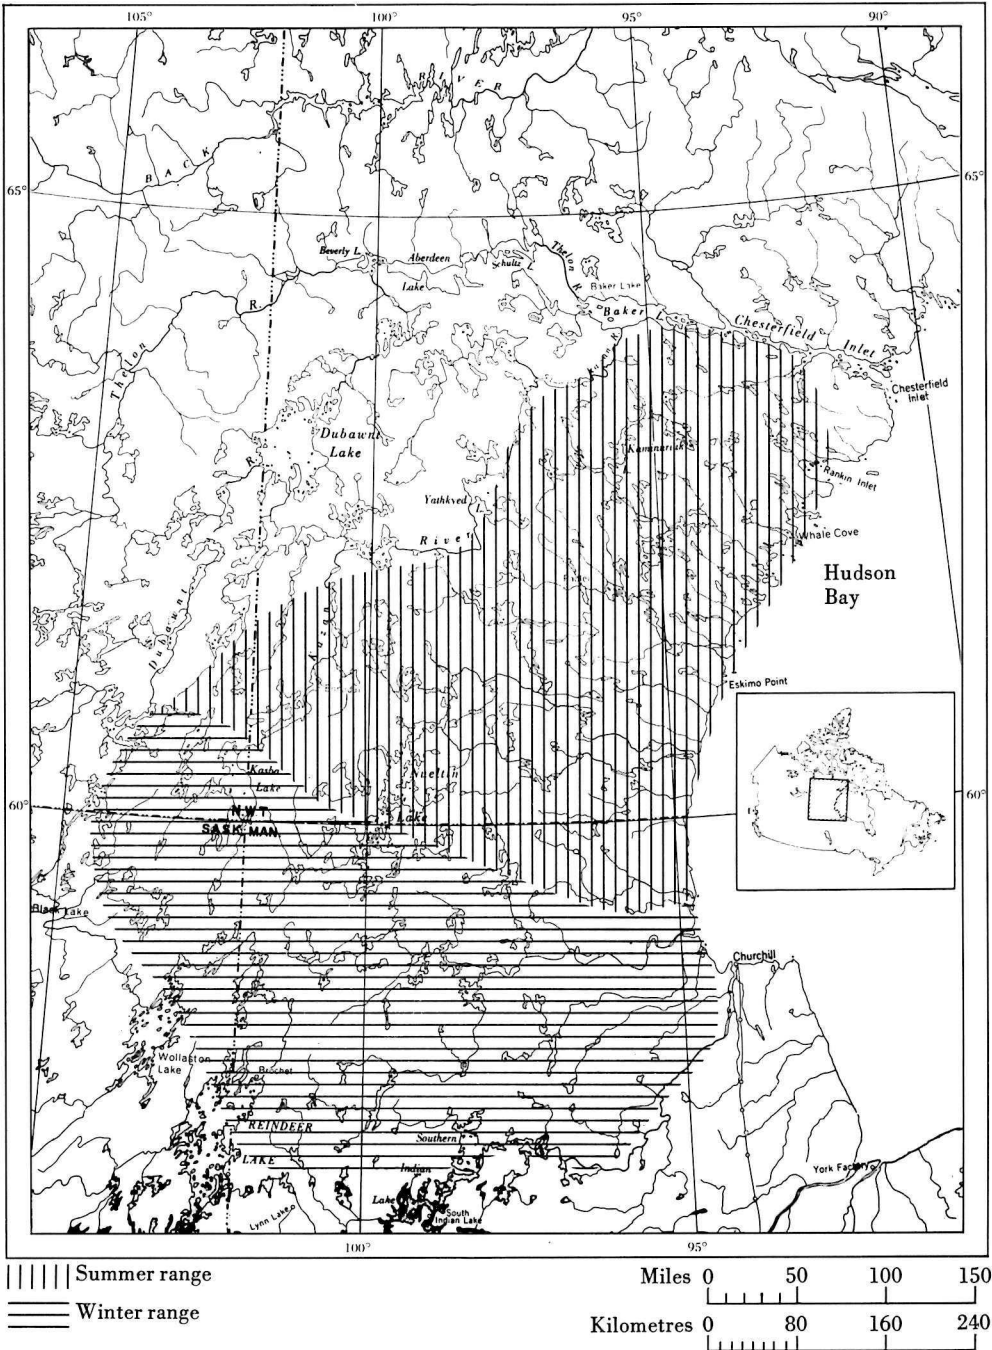 105°
100°
95°
90°
RIVER
BACK
65°
65°
Beverly L.
Aberdeen
Lake
Schultz L.
Thelon R.
Baker Lake
Baker L.
Chesterfield Inlet
Chesterfield
Inlet
Thelon R.
Dubawnt
Lake
R.
Kaminuriak
L.
Rankin Inlet
Yathkyed
L.
River
Whale Cove
Hudson
Bay
Dubawnt
Eskimo Point
Kasba
Lake
Nueltin
Lake
60°
60°
N.W.T.
SASK. MAN.
Black Lake
Churchill
Wollaston
Lake
Brochet
REINDEER
LAKE
Southern
Indian
Lake
South
Indian Lake
Lynn Lake
York Factory
100°
95°
Summer range
Winter range
Miles 0 50 100 150
Kilometres 0 80 160 240